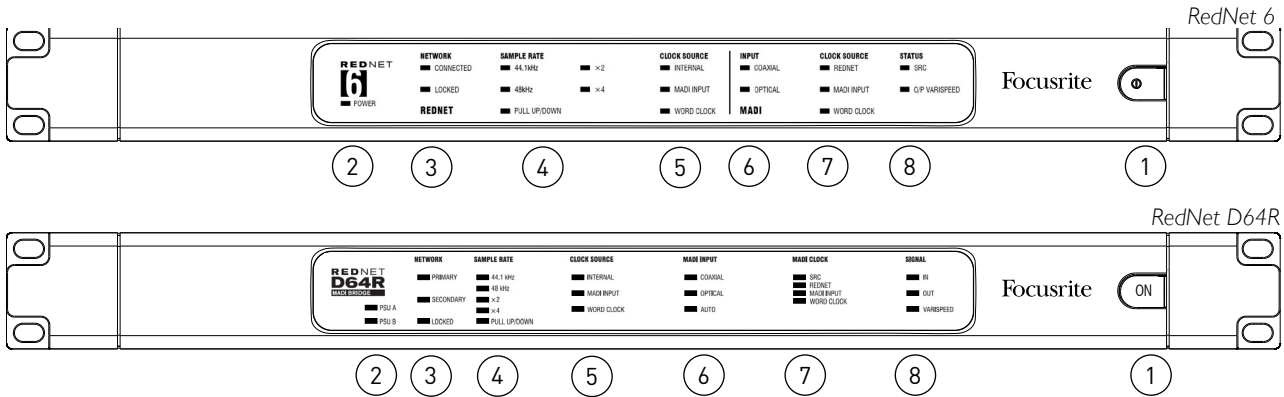 RedNet 6
REDNET
6
POWER
NETWORK
CONNECTED
LOCKED
REDNET
SAMPLE RATE
44.1kHz
×2
48kHz
×4
PULL UP/DOWN
CLOCK SOURCE
INTERNAL
MADI INPUT
WORD CLOCK
INPUT
COAXIAL
OPTICAL
MADI
CLOCK SOURCE
REDNET
MADI INPUT
WORD CLOCK
STATUS
SRC
O/P VARISPEED
Focusrite
2 3 4 5 6 7 8 1
RedNet D64R
REDNET
D64R
MADI BRIDGE
PSU A
PSU B
NETWORK
PRIMARY
SECONDARY
LOCKED
SAMPLE RATE
44.1 kHz
48 kHz
×2
×4
PULL UP/DOWN
CLOCK SOURCE
INTERNAL
MADI INPUT
WORD CLOCK
MADI INPUT
COAXIAL
OPTICAL
AUTO
MADI CLOCK
SRC
REDNET
MADI INPUT
WORD CLOCK
SIGNAL
IN
OUT
VARISPEED
Focusrite
ON
2 3 4 5 6 7 8 1